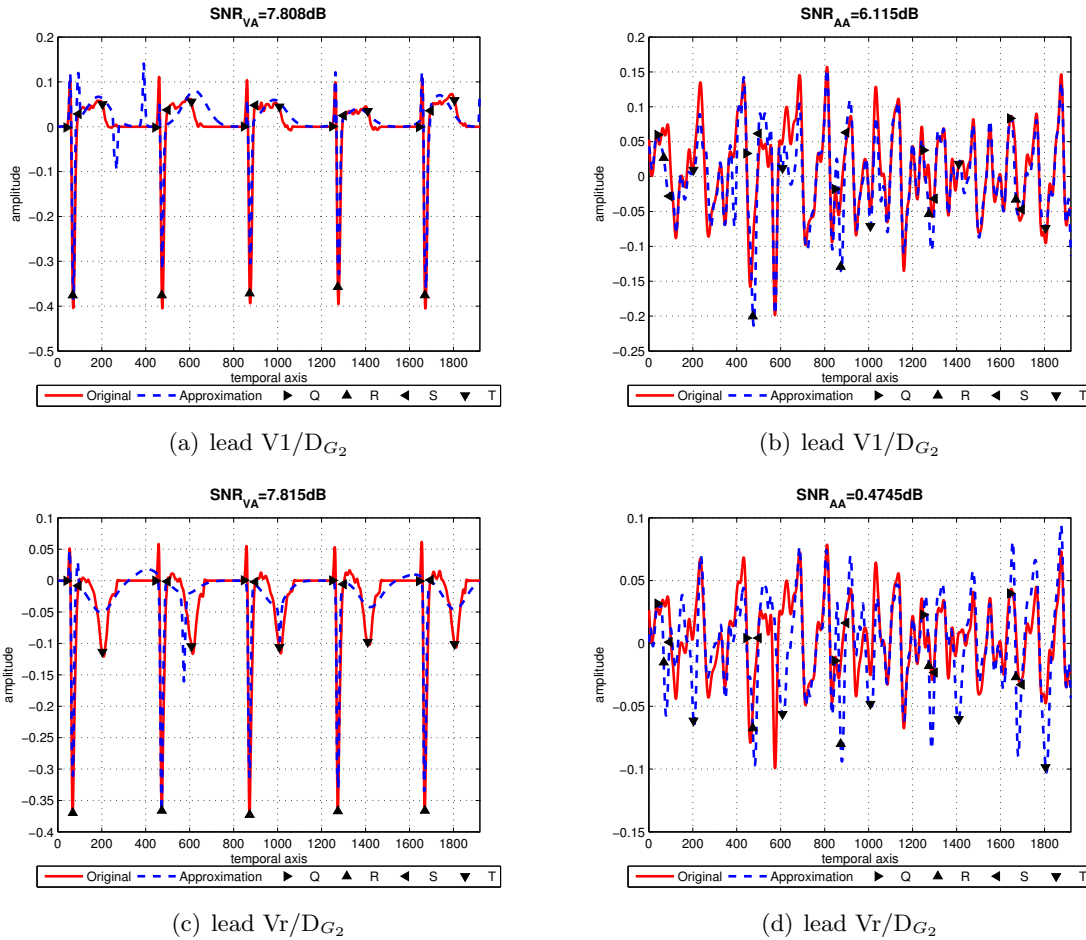 SNR_VA=7.808dB
0.2
0.1
0
−0.1
−0.2
−0.3
−0.4
−0.5
amplitude
0 200 400 600 800 1000 1200 1400 1600 1800
temporal axis
Original Approximation Q R S T
(a) lead V1/D_G2
SNR_AA=6.115dB
0.2
0.15
0.1
0.05
0
−0.05
−0.1
−0.15
−0.2
−0.25
amplitude
0 200 400 600 800 1000 1200 1400 1600 1800
temporal axis
Original Approximation Q R S T
(b) lead V1/D_G2
SNR_VA=7.815dB
0.1
0.05
0
−0.05
−0.1
−0.15
−0.2
−0.25
−0.3
−0.35
−0.4
amplitude
0 200 400 600 800 1000 1200 1400 1600 1800
temporal axis
Original Approximation Q R S T
(c) lead Vr/D_G2
SNR_AA=0.4745dB
0.1
0.05
0
−0.05
−0.1
−0.15
amplitude
0 200 400 600 800 1000 1200 1400 1600 1800
temporal axis
Original Approximation Q R S T
(d) lead Vr/D_G2